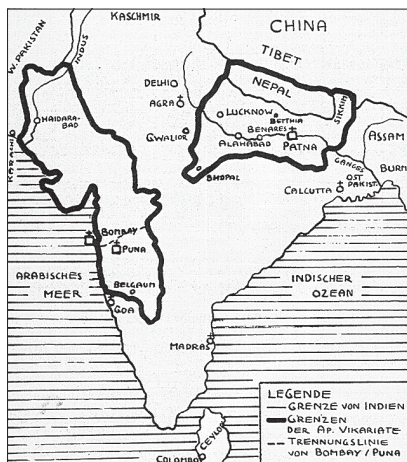 KASCHMIR
CHINA
W. PAKISTAN
INDUS
TIBET
DELHI
NEPAL
SIKKIM
AGRA
LUCKNOW
BETTHIA
HAIDARA-
BAD
GWALIOR
BENARES
ALAHABAD
PATNA
ASSAM
KARACHI
GANGES
BURM
BHOPAL
OST
PAKIST.
CALCUTTA
BOMBAY
PUNA
ARABISCHES
MEER
BELGAUM
INDISCHER
OZEAN
GOA
MADRAS
LEGENDE
GRENZE VON INDIEN
GRENZEN
DER AP. VIKARIATE
TRENNUNGSLINIE
VON BOMBAY / PUNA
CEYLON
COLOMBO